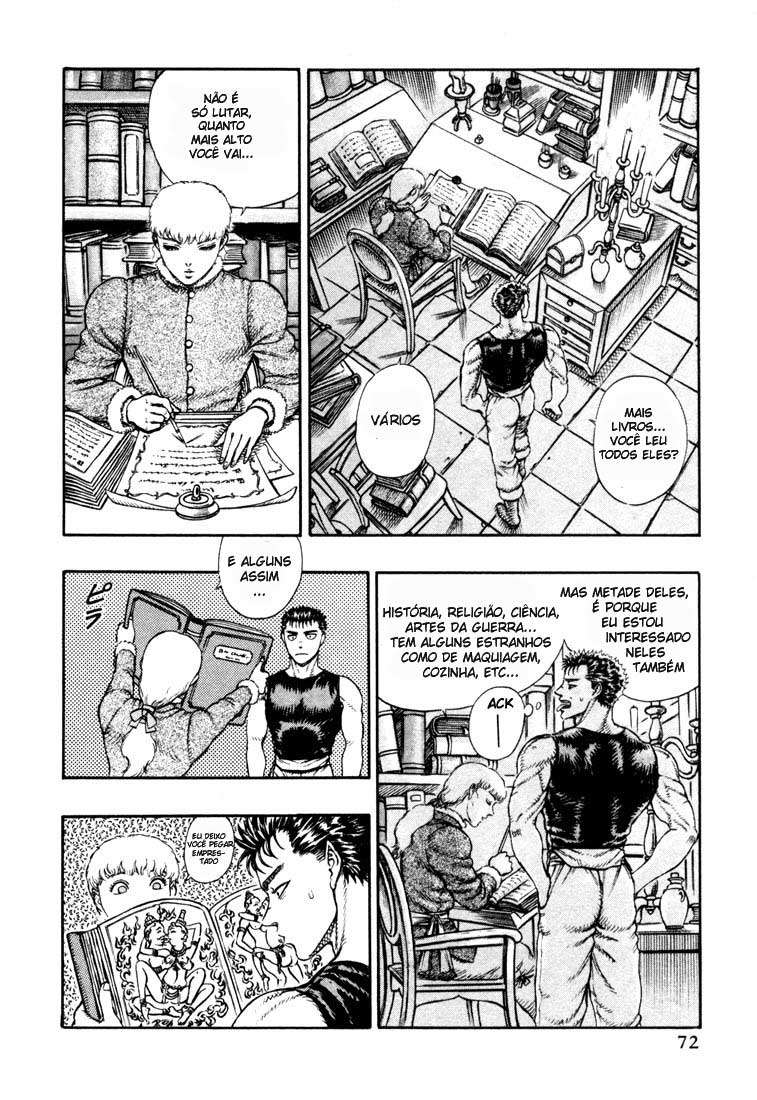 MAIS
LIVROS...
VOCÊ LEU
TODOS ELES?
VÁRIOS
NÃO É
SÓ LUTAR,
QUANTO
MAIS ALTO
VOCÊ VAI...
MAS METADE DELES,
É PORQUE
EU ESTOU
INTERESSADO
NELES
TAMBÉM
HISTÓRIA, RELIGIÃO, CIÊNCIA,
ARTES DA GUERRA...
TEM ALGUNS ESTRANHOS
COMO DE MAQUIAGEM,
COZINHA, ETC...
ACK
E ALGUNS
ASSIM
...
ピラ
EU DEIXO
VOCÊ PEGAR
EMPRES-
TADO
72